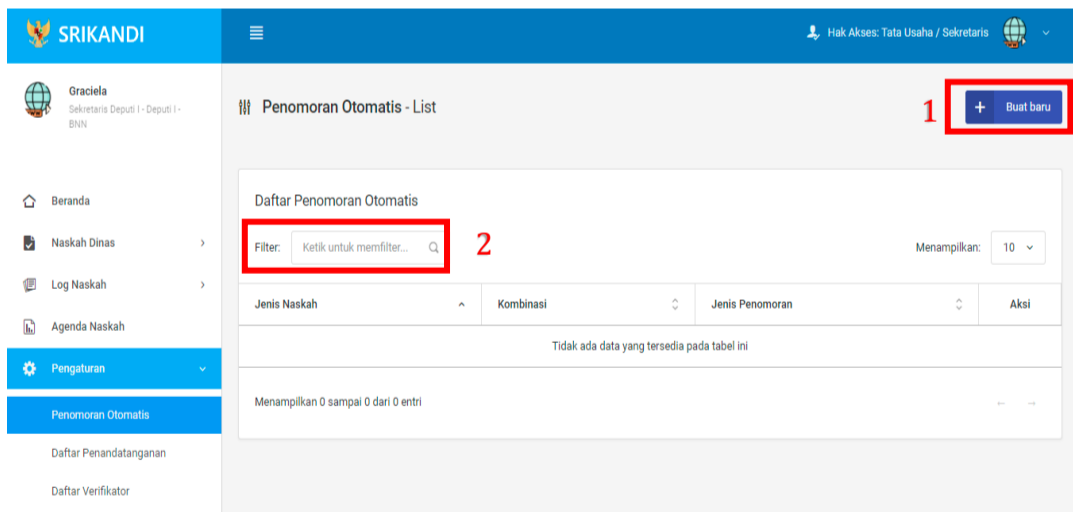 SRIKANDI
Hak Akses: Tata Usaha / Sekretaris
Graciela
Sekretaris Deputi I - Deputi I -
BNN
Penomoran Otomatis - List
1
+ Buat baru
Beranda
Naskah Dinas
Log Naskah
Agenda Naskah
Pengaturan
Penomoran Otomatis
Daftar Penandatanganan
Daftar Verifikator
Daftar Penomoran Otomatis
Filter: Ketik untuk memfilter...
2
Menampilkan: 10
Jenis Naskah Kombinasi Jenis Penomoran Aksi
Tidak ada data yang tersedia pada tabel ini
Menampilkan 0 sampai 0 dari 0 entri
← →